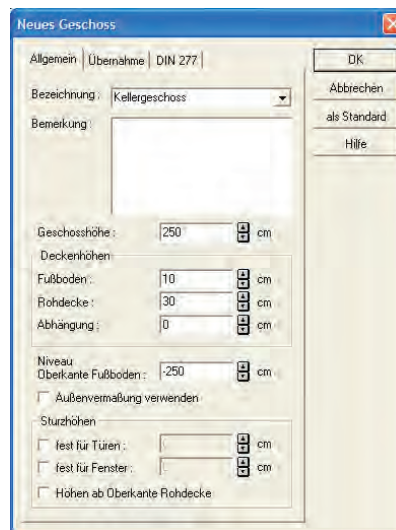 Neues Geschoss
Allgemein Übernahme DIN 277
OK
Abbrechen
als Standard
Hilfe
Bezeichnung: Kellergeschoss
Bemerkung:
Geschosshöhe: 250 cm
Deckenhöhen
Fußboden: 10 cm
Rohdecke: 30 cm
Abhängung: 0 cm
Niveau
Oberkante Fußboden: -250 cm
Außenvermaßung verwenden
Sturzhöhen
fest für Türen: cm
fest für Fenster: cm
Höhen ab Oberkante Rohdecke